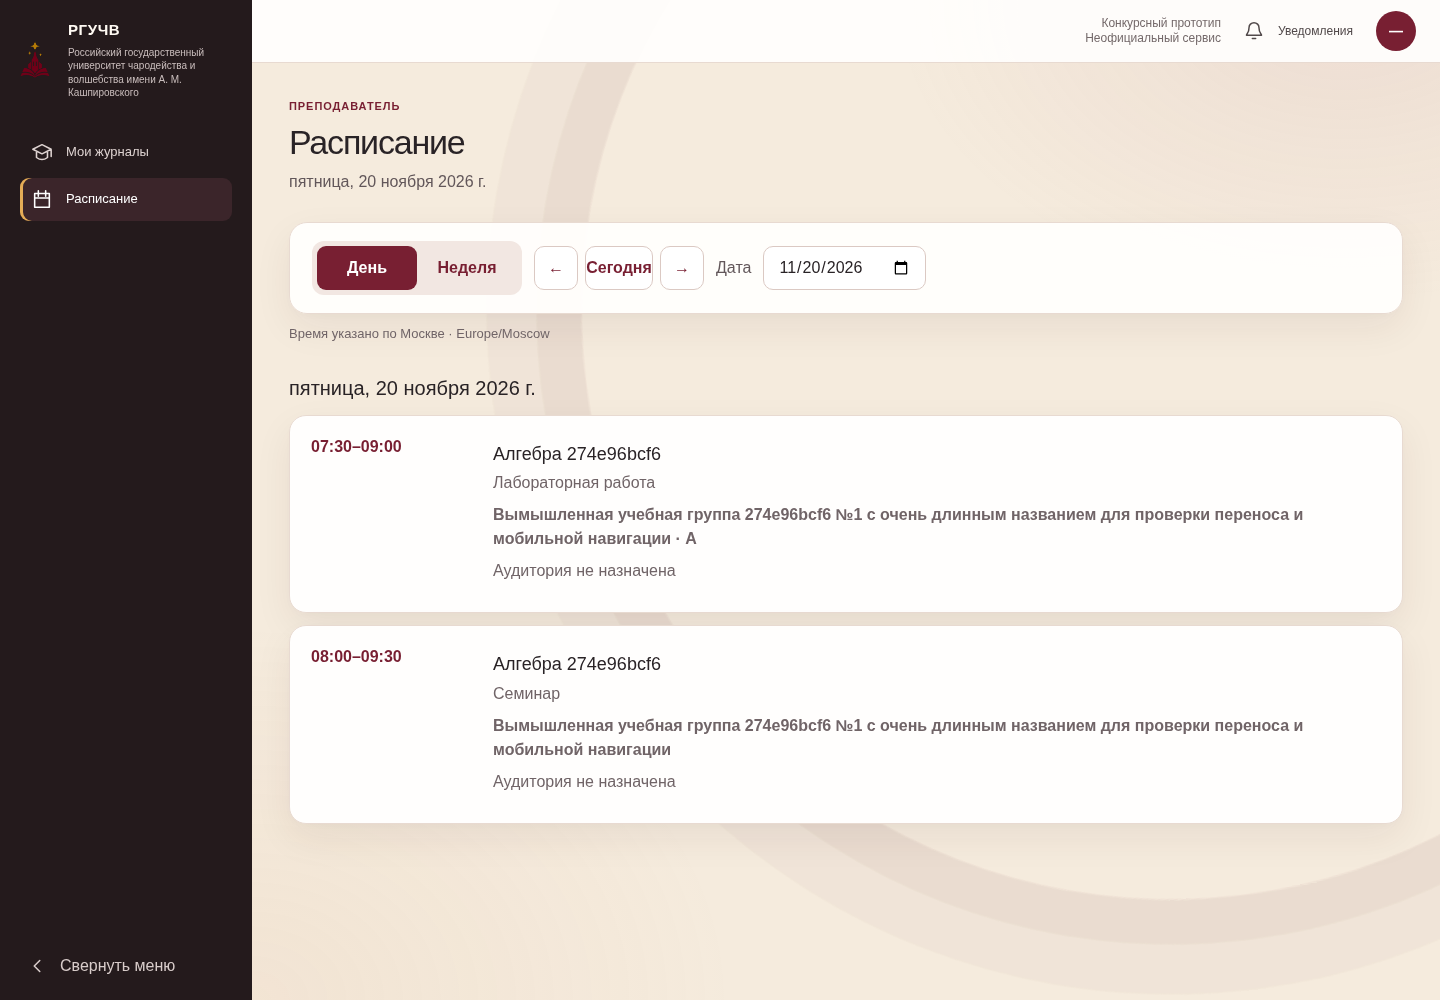 РГУЧВ
Российский государственный
университет чародейства и
волшебства имени А. М.
Кашпировского
Мои журналы
Расписание
Свернуть меню
Конкурсный прототип
Неофициальный сервис
Уведомления
ПРЕПОДАВАТЕЛЬ
Расписание
пятница, 20 ноября 2026 г.
День Неделя ← Сегодня → Дата 11/20/2026
Время указано по Москве · Europe/Moscow
пятница, 20 ноября 2026 г.
07:30–09:00
Алгебра 274e96bcf6
Лабораторная работа
Вымышленная учебная группа 274e96bcf6 №1 с очень длинным названием для проверки переноса и
мобильной навигации · А
Аудитория не назначена
08:00–09:30
Алгебра 274e96bcf6
Семинар
Вымышленная учебная группа 274e96bcf6 №1 с очень длинным названием для проверки переноса и
мобильной навигации
Аудитория не назначена